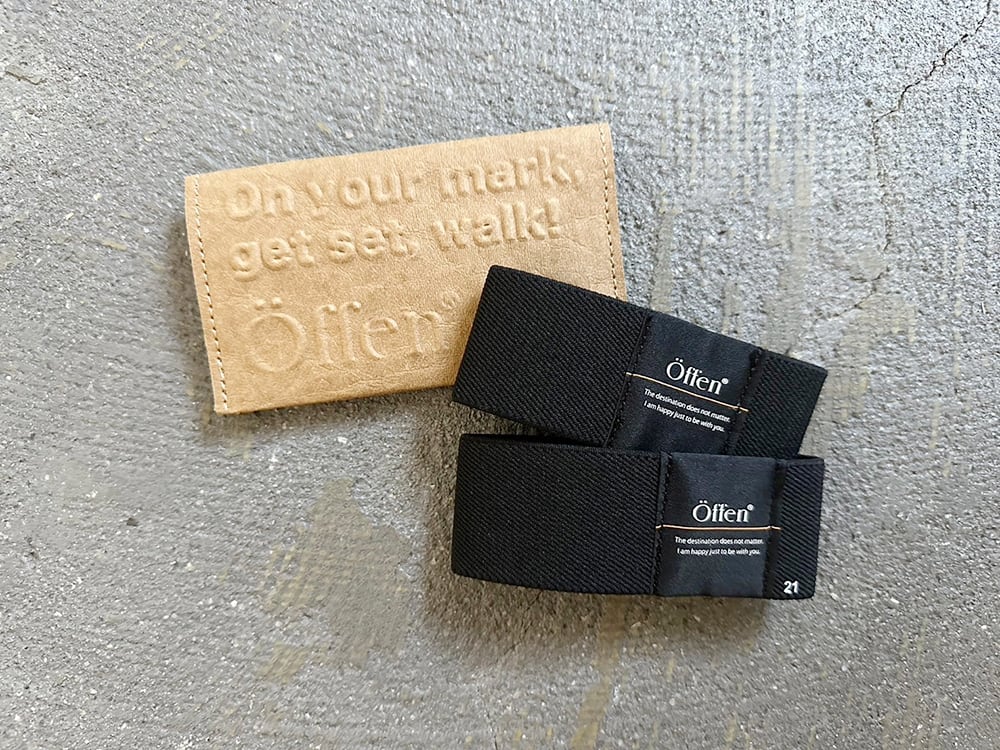 On your mark,
get set, walk!
Öffen®
Öffen®
The destination does not matter.
I am happy just to be with you.
Öffen®
The destination does not matter.
I am happy just to be with you.
21